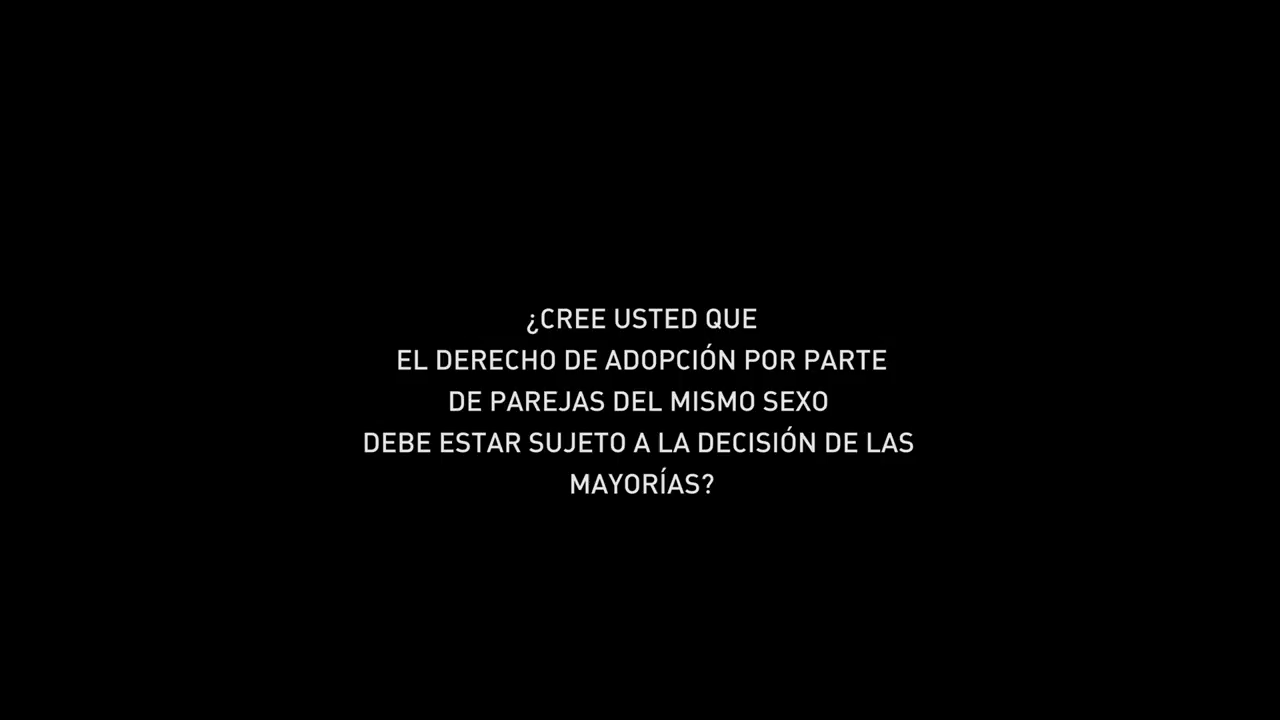 ¿CREE USTED QUE
EL DERECHO DE ADOPCIÓN POR PARTE
DE PAREJAS DEL MISMO SEXO
DEBE ESTAR SUJETO A LA DECISIÓN DE LAS
MAYORÍAS?